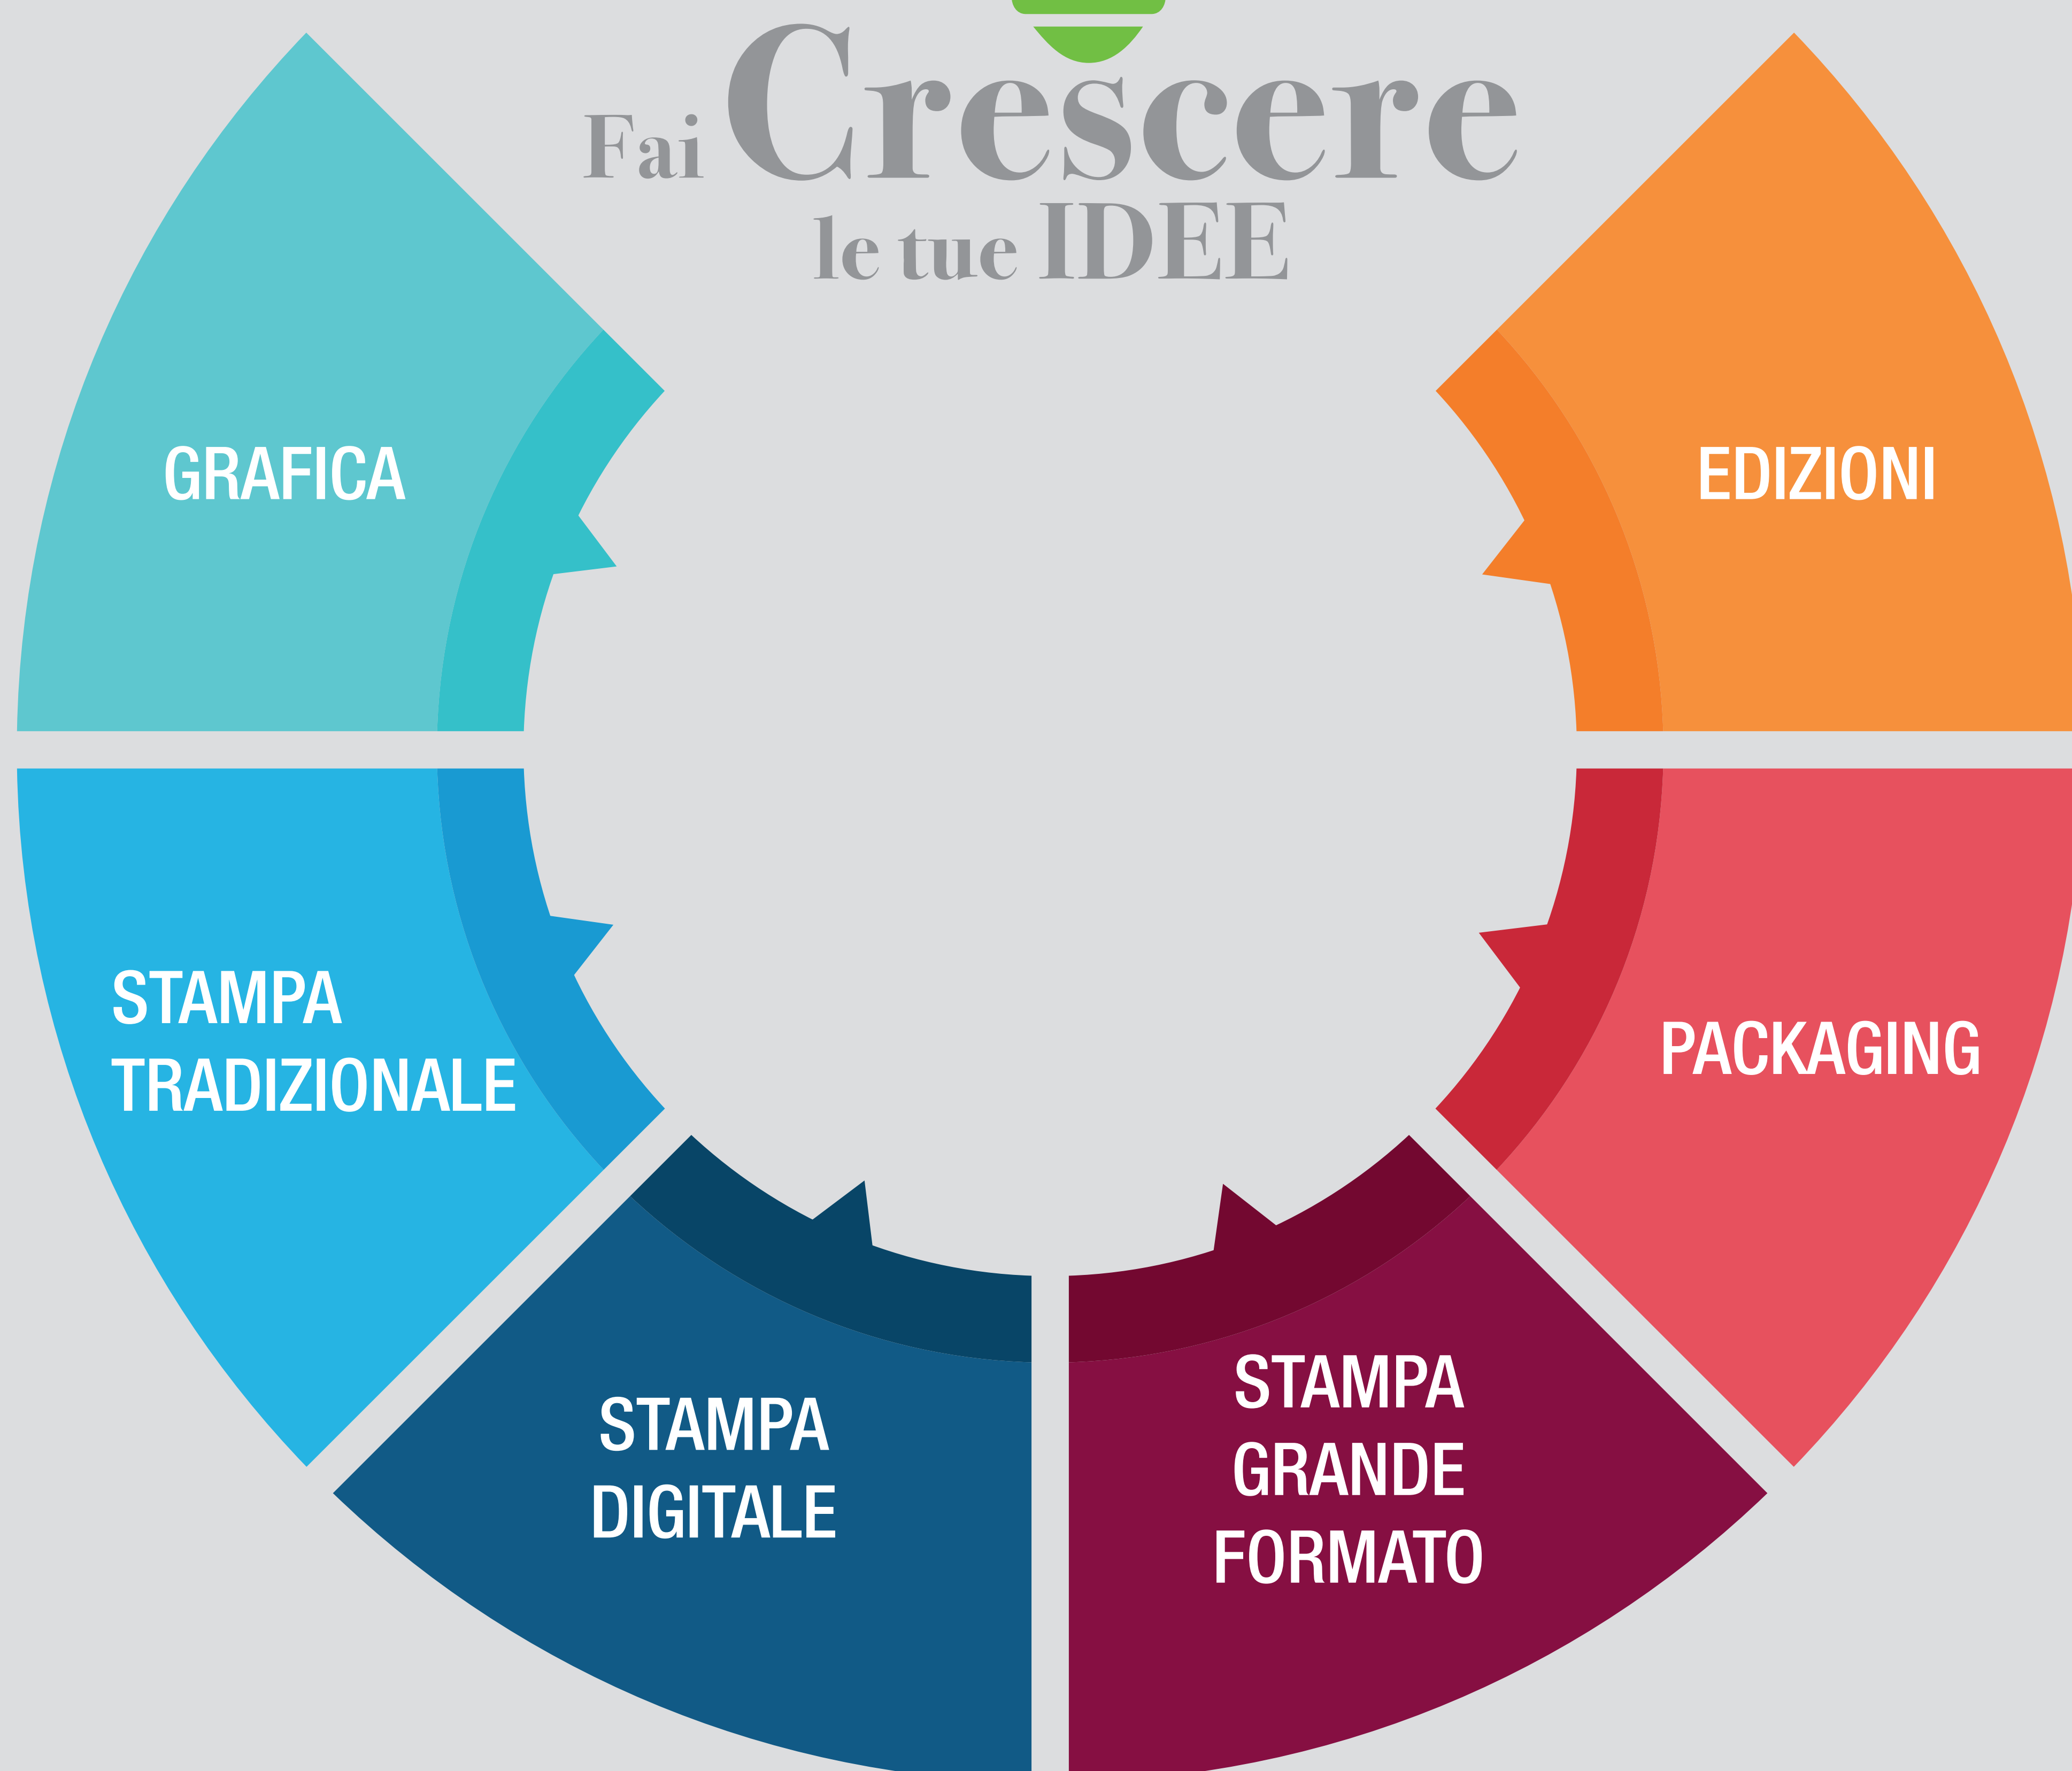 Fai Crescere
le tue IDEE
GRAFICA
EDIZIONI
STAMPA
TRADIZIONALE
PACKAGING
STAMPA
DIGITALE
STAMPA
GRANDE
FORMATO